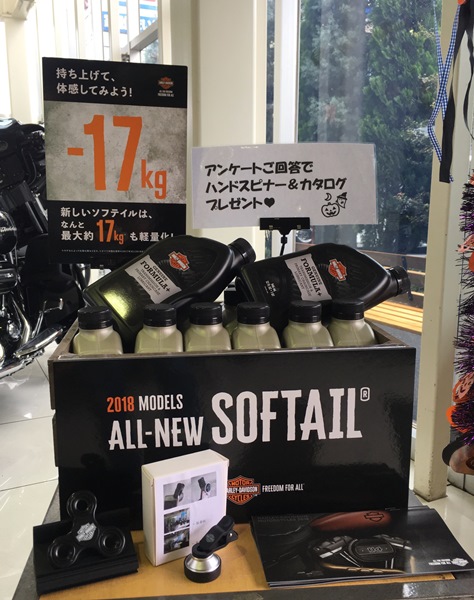 持ち上げて、
体感してみよう!
-17kg
新しいソフテイルは、
なんと
最大約17kgも軽量化!
アンケートご回答で
ハンドスピナー&カタログ
プレゼント♥
FORMULA+
FORMULA+
2018 MODELS
ALL-NEW SOFTAIL®
MOTOR
HARLEY-DAVIDSON
CYCLES
FREEDOM FOR ALL™